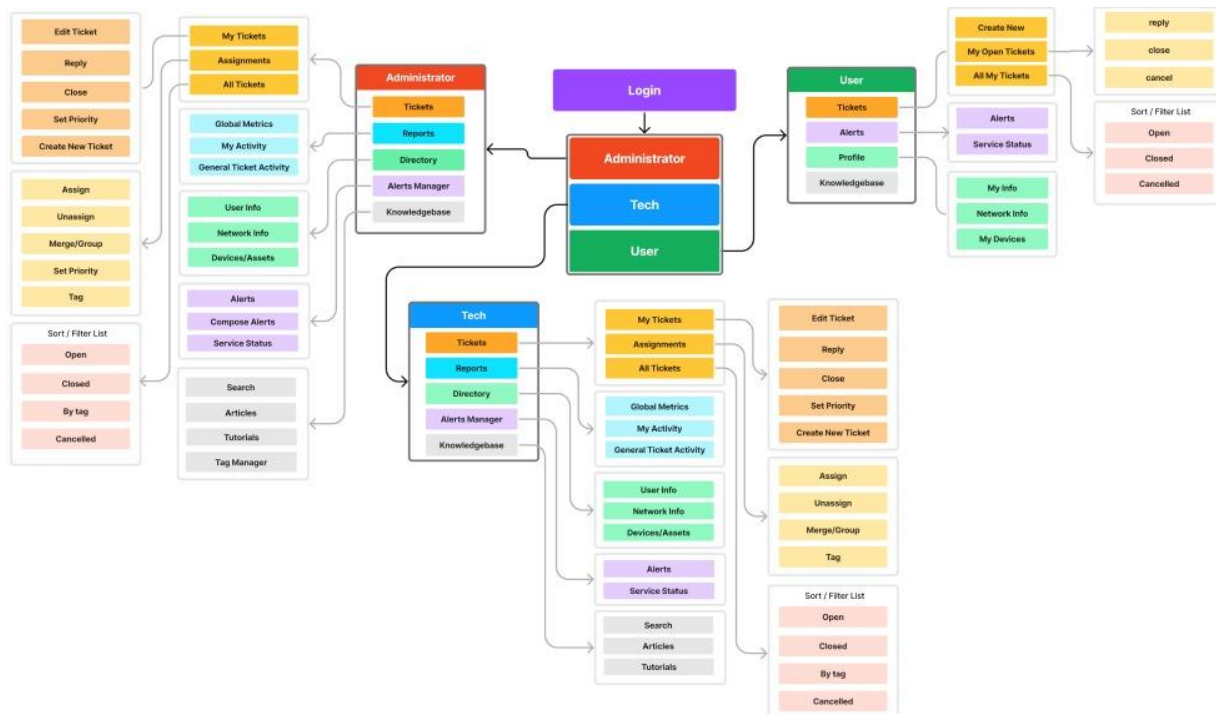 Login
Administrator
Tech
User
Administrator
Tickets
Reports
Directory
Alerts Manager
Knowledgebase
My Tickets
Assignments
All Tickets
Edit Ticket
Reply
Close
Set Priority
Create New Ticket
Assign
Unassign
Merge/Group
Set Priority
Tag
Sort / Filter List
Open
Closed
By tag
Cancelled
Global Metrics
My Activity
General Ticket Activity
User Info
Network Info
Devices/Assets
Alerts
Compose Alerts
Service Status
Search
Articles
Tutorials
Tag Manager
User
Tickets
Alerts
Profile
Knowledgebase
Create New
My Open Tickets
All My Tickets
reply
close
cancel
Sort / Filter List
Open
Closed
Cancelled
Alerts
Service Status
My Info
Network Info
My Devices
Tech
Tickets
Reports
Directory
Alerts Manager
Knowledgebase
My Tickets
Assignments
All Tickets
Edit Ticket
Reply
Close
Set Priority
Create New Ticket
Global Metrics
My Activity
General Ticket Activity
Assign
Unassign
Merge/Group
Tag
User Info
Network Info
Devices/Assets
Alerts
Service Status
Sort / Filter List
Open
Closed
By tag
Cancelled
Search
Articles
Tutorials